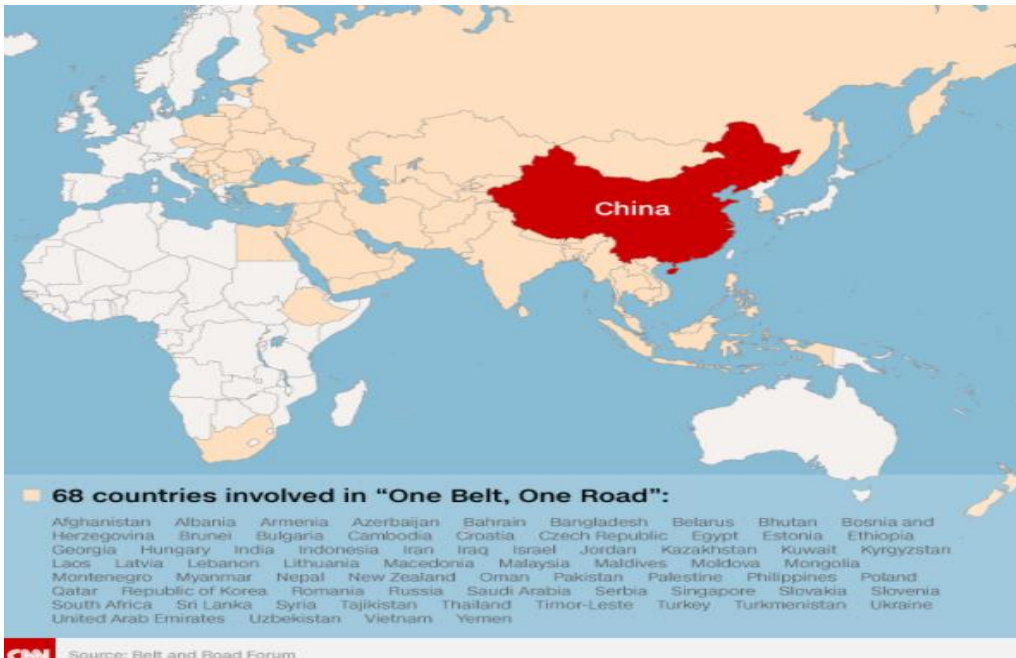 China
68 countries involved in “One Belt, One Road”:
Afghanistan Albania Armenia Azerbaijan Bahrain Bangladesh Belarus Bhutan Bosnia and
Herzegovina Brunei Bulgaria Cambodia Croatia Czech Republic Egypt Estonia Ethiopia
Georgia Hungary India Indonesia Iran Iraq Israel Jordan Kazakhstan Kuwait Kyrgyzstan
Laos Latvia Lebanon Lithuania Macedonia Malaysia Maldives Moldova Mongolia
Montenegro Myanmar Nepal New Zealand Oman Pakistan Palestine Philippines Poland
Qatar Republic of Korea Romania Russia Saudi Arabia Serbia Singapore Slovakia Slovenia
South Africa Sri Lanka Syria Tajikistan Thailand Timor-Leste Turkey Turkmenistan Ukraine
United Arab Emirates Uzbekistan Vietnam Yemen
CNN Source: Belt and Road Forum